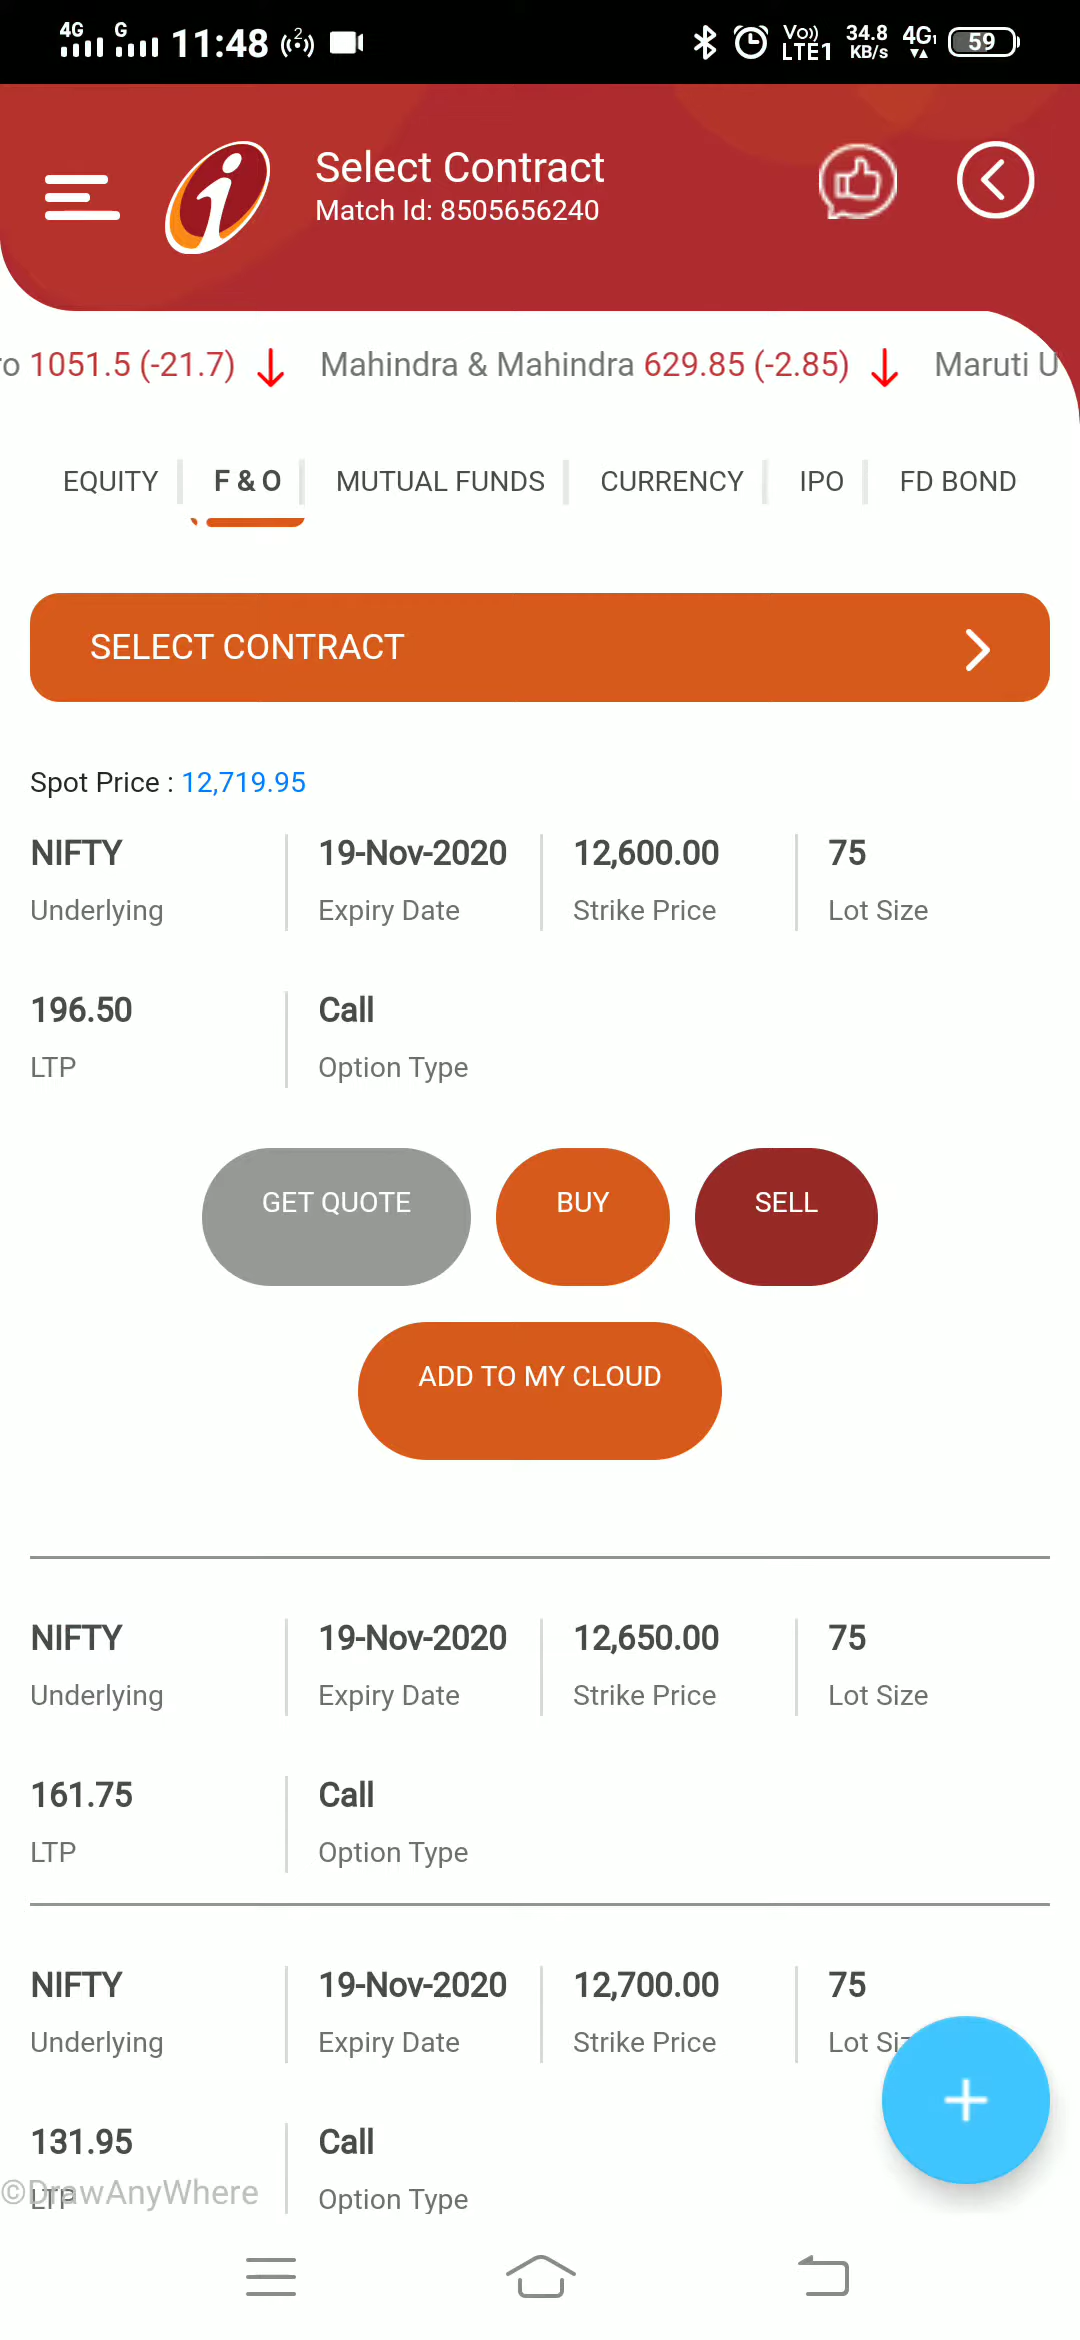 4G G 11:48 2 Vo)) LTE1 34.8 KB/s 4G1 59
Select Contract
Match Id: 8505656240
ro 1051.5 (-21.7) Mahindra & Mahindra 629.85 (-2.85) Maruti U
EQUITY F & O MUTUAL FUNDS CURRENCY IPO FD BOND
SELECT CONTRACT
Spot Price : 12,719.95
NIFTY 19-Nov-2020 12,600.00 75
Underlying Expiry Date Strike Price Lot Size
196.50 Call
LTP Option Type
GET QUOTE BUY SELL
ADD TO MY CLOUD
NIFTY 19-Nov-2020 12,650.00 75
Underlying Expiry Date Strike Price Lot Size
161.75 Call
LTP Option Type
NIFTY 19-Nov-2020 12,700.00 75
Underlying Expiry Date Strike Price Lot Siz
131.95 Call
©DrawAnyWhere
LTP Option Type